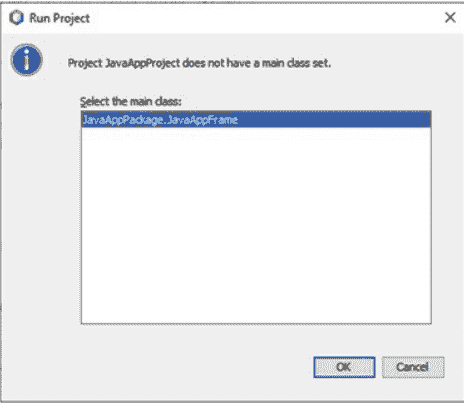 Run Project
Project JavaAppProject does not have a main class set.
Select the main class:
JavaAppPackage.JavaAppFrame
OK
Cancel